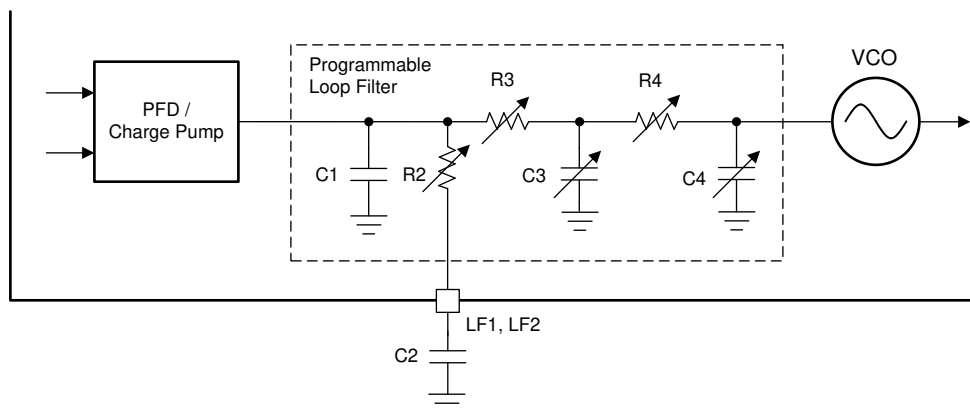 Programmable
Loop Filter
PFD /
Charge Pump
R3
R4
VCO
C1
R2
C3
C4
LF1, LF2
C2